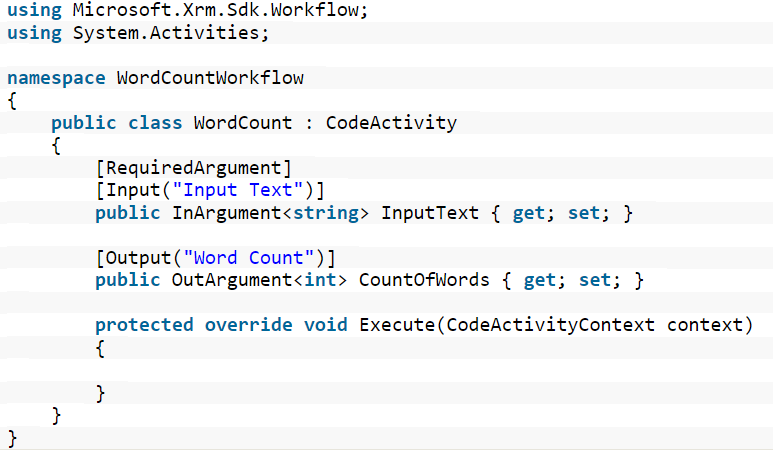 using Microsoft.Xrm.Sdk.Workflow;
using System.Activities;

namespace WordCountWorkflow
{
    public class WordCount : CodeActivity
    {
        [RequiredArgument]
        [Input("Input Text")]
        public InArgument<string> InputText { get; set; }

        [Output("Word Count")]
        public OutArgument<int> CountOfWords { get; set; }

        protected override void Execute(CodeActivityContext context)
        {

        }
    }
}